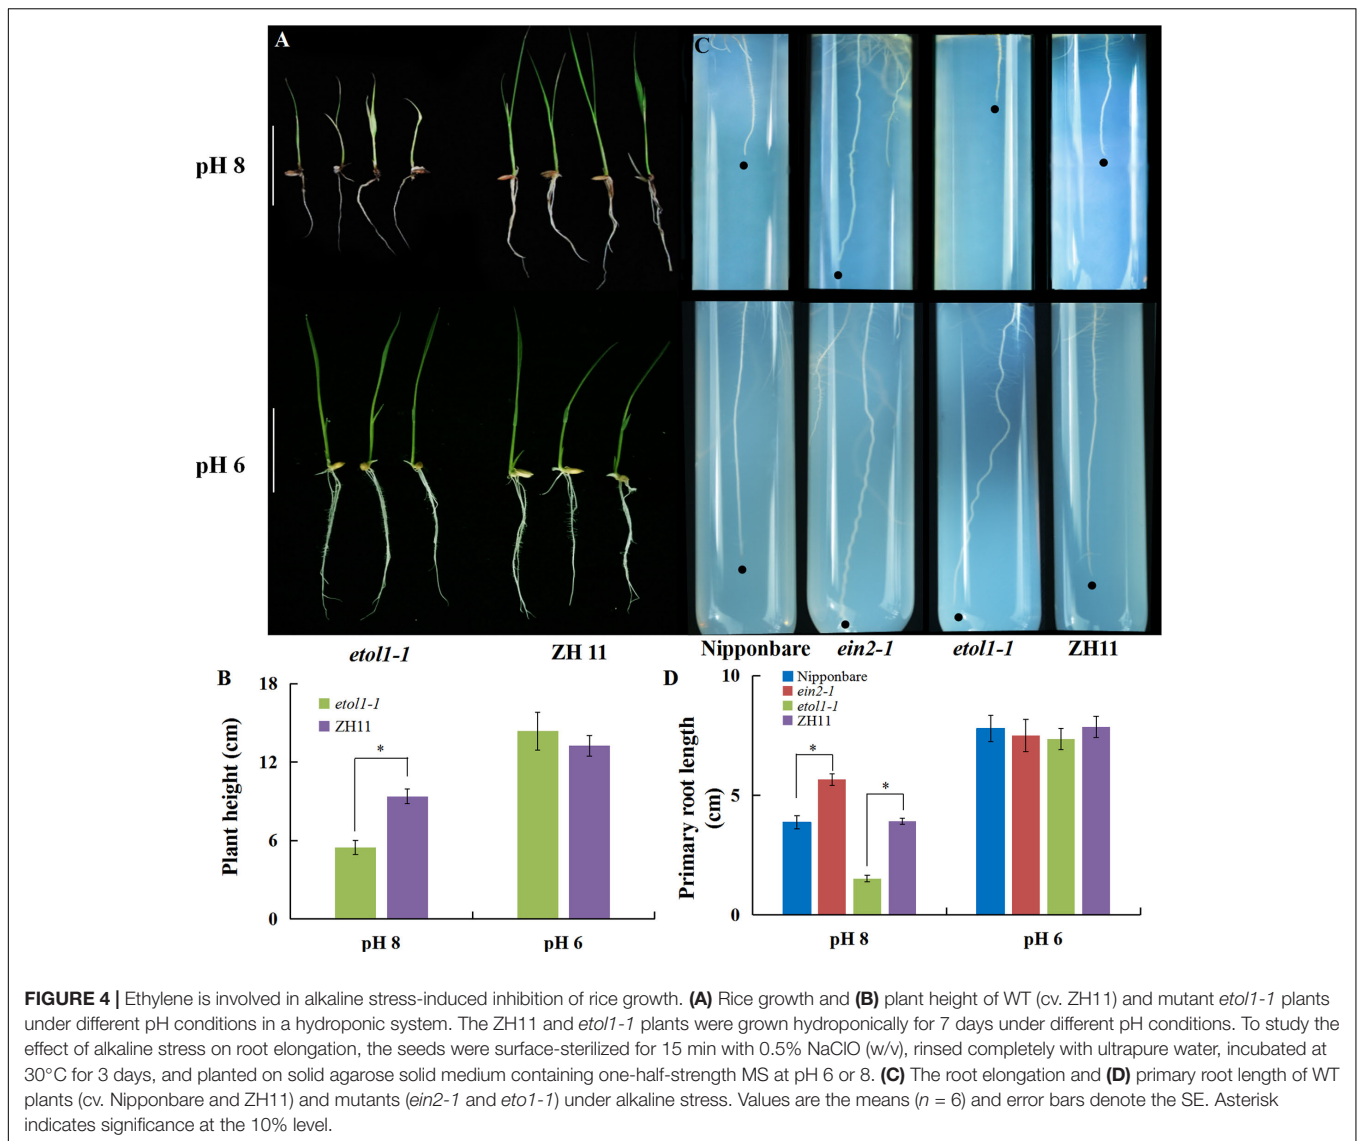 A
C
pH 8
pH 6
etol1-1
ZH 11
Nipponbare
ein2-1
etol1-1
ZH11
B
18
12
6
0
Plant height (cm)
etol1-1
ZH11
*
pH 8
pH 6
D
10
5
0
Primary root length
(cm)
Nipponbare
ein2-1
etol1-1
ZH11
*
*
pH 8
pH 6
FIGURE 4 | Ethylene is involved in alkaline stress-induced inhibition of rice growth. (A) Rice growth and (B) plant height of WT (cv. ZH11) and mutant etol1-1 plants
under different pH conditions in a hydroponic system. The ZH11 and etol1-1 plants were grown hydroponically for 7 days under different pH conditions. To study the
effect of alkaline stress on root elongation, the seeds were surface-sterilized for 15 min with 0.5% NaClO (w/v), rinsed completely with ultrapure water, incubated at
30°C for 3 days, and planted on solid agarose solid medium containing one-half-strength MS at pH 6 or 8. (C) The root elongation and (D) primary root length of WT
plants (cv. Nipponbare and ZH11) and mutants (ein2-1 and eto1-1) under alkaline stress. Values are the means (n = 6) and error bars denote the SE. Asterisk
indicates significance at the 10% level.